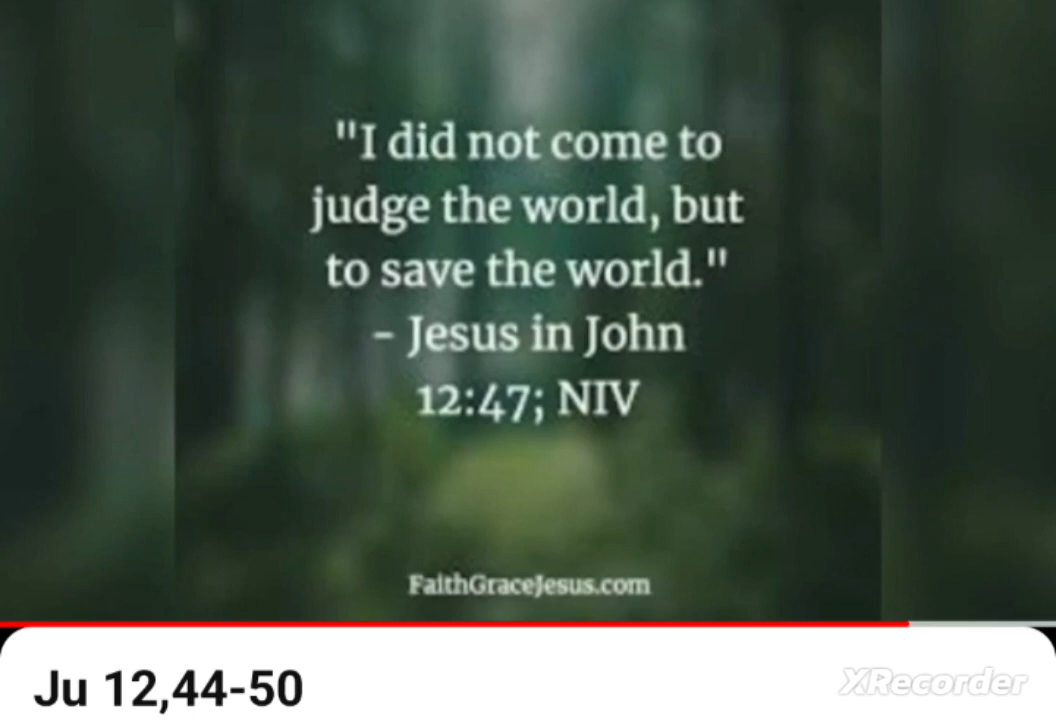 "I did not come to
judge the world, but
to save the world."
- Jesus in John
12:47; NIV
FaithGraceJesus.com
Ju 12,44-50
XRecorder